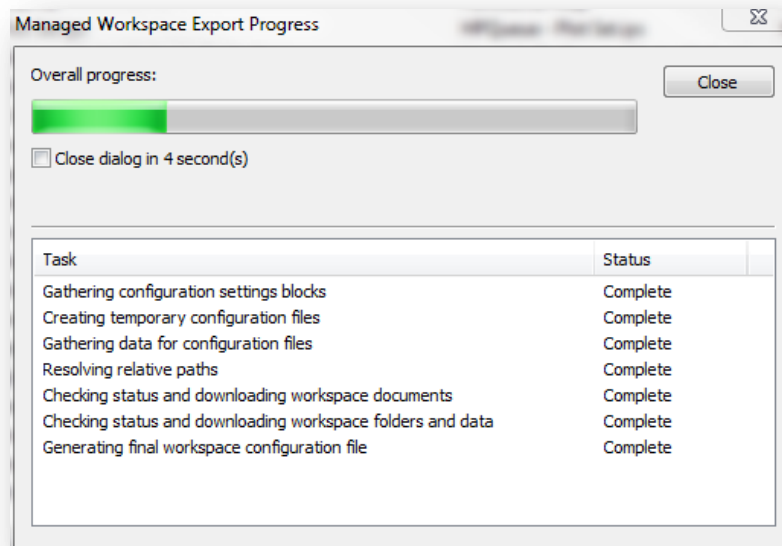 Managed Workspace Export Progress
Overall progress:
Close
Close dialog in 4 second(s)
Task Status
Gathering configuration settings blocks Complete
Creating temporary configuration files Complete
Gathering data for configuration files Complete
Resolving relative paths Complete
Checking status and downloading workspace documents Complete
Checking status and downloading workspace folders and data Complete
Generating final workspace configuration file Complete